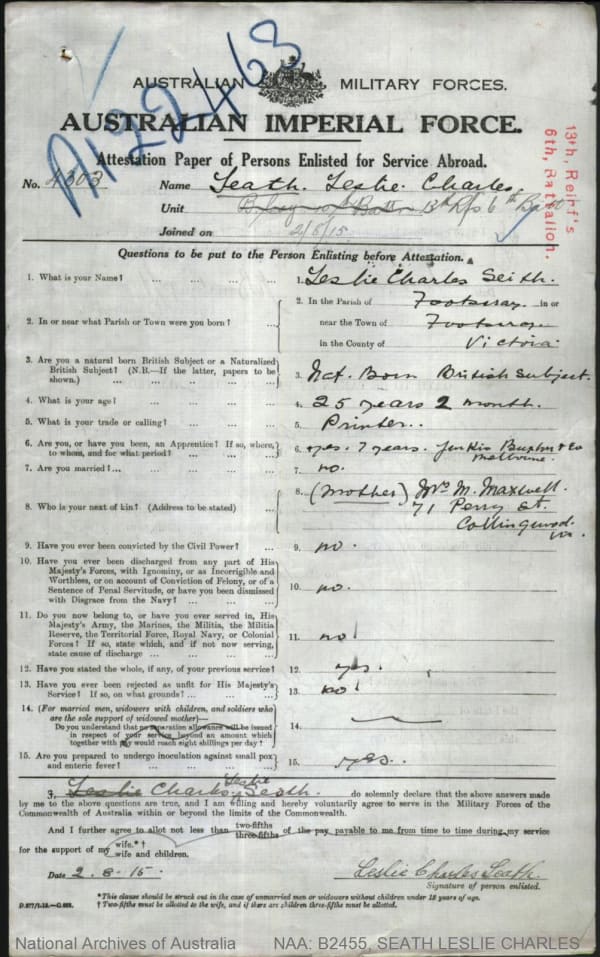 A122463
AUSTRALIAN MILITARY FORCES.
AUSTRALIAN IMPERIAL FORCE.
13th, Reinf's
6th, Battalion.
Attestation Paper of Persons Enlisted for Service Abroad.
No. 4303 Name Seath. Leslie. Charles.
Unit 13th Rfs 6th Batt
Joined on 2/8/15
Questions to be put to the Person Enlisting before Attestation.
1. What is your Name? ... ... ... ... 1. Leslie Charles Seith.
2. In or near what Parish or Town were you born? ... 2. In the Parish of Footscray in or
near the Town of Footscray
in the County of Victoria
3. Are you a natural born British Subject or a Naturalized
British Subject? (N.B.—If the latter, papers to be
shown.) ... ... ... ... 3. Nat. Born British Subject.
4. What is your age? ... ... ... ... 4. 25 years 2 month.
5. What is your trade or calling? ... ... ... 5. Printer.
6. Are you, or have you been, an Apprentice? If so, where,
to whom, and for what period? ... ... ... 6. yes. 7 years. Jenkin Buxton & Co
Melbourne.
7. Are you married? ... ... ... ... 7. no.
8. Who is your next of kin? (Address to be stated) ... 8. (Mother) Mrs M. Maxwell.
71 Perry St.
Collingwood.
Vic.
9. Have you ever been convicted by the Civil Power? ... 9. no.
10. Have you ever been discharged from any part of His
Majesty's Forces, with Ignominy, or as Incorrigible and
Worthless, or on account of Conviction of Felony, or of a
Sentence of Penal Servitude, or have you been dismissed
with Disgrace from the Navy? ... ... ... 10. no.
11. Do you now belong to, or have you ever served in, His
Majesty's Army, the Marines, the Militia, the Militia
Reserve, the Territorial Force, Royal Navy, or Colonial
Forces? If so, state which, and if not now serving,
state cause of discharge ... ... ... 11. no
12. Have you stated the whole, if any, of your previous service? 12. yes.
13. Have you ever been rejected as unfit for His Majesty's
Service? If so, on what grounds? ... ... 13. no
14. (For married men, widowers with children, and soldiers who
are the sole support of widowed mother)—
Do you understand that no separation allowance will be issued
in respect of your service beyond an amount which
together with pay would reach eight shillings per day? 14.
15. Are you prepared to undergo inoculation against small pox
and enteric fever? ... ... ... ... 15. yes.
I, Leslie Charles Leslie Seath. do solemnly declare that the above answers made
by me to the above questions are true, and I am willing and hereby voluntarily agree to serve in the Military Forces of the
Commonwealth of Australia within or beyond the limits of the Commonwealth.
And I further agree to allot not less than two-fifths three-fifths of the pay payable to me from time to time during my service
for the support of my wife.*†
wife and children.
Date 2. 8. 15. Leslie Charles Seath.
Signature of person enlisted.
*This clause should be struck out in the case of unmarried men or widowers without children under 18 years of age.
† Two-fifths must be allotted to the wife, and if there are children three-fifths must be allotted.
National Archives of Australia NAA: B2455, SEATH LESLIE CHARLES